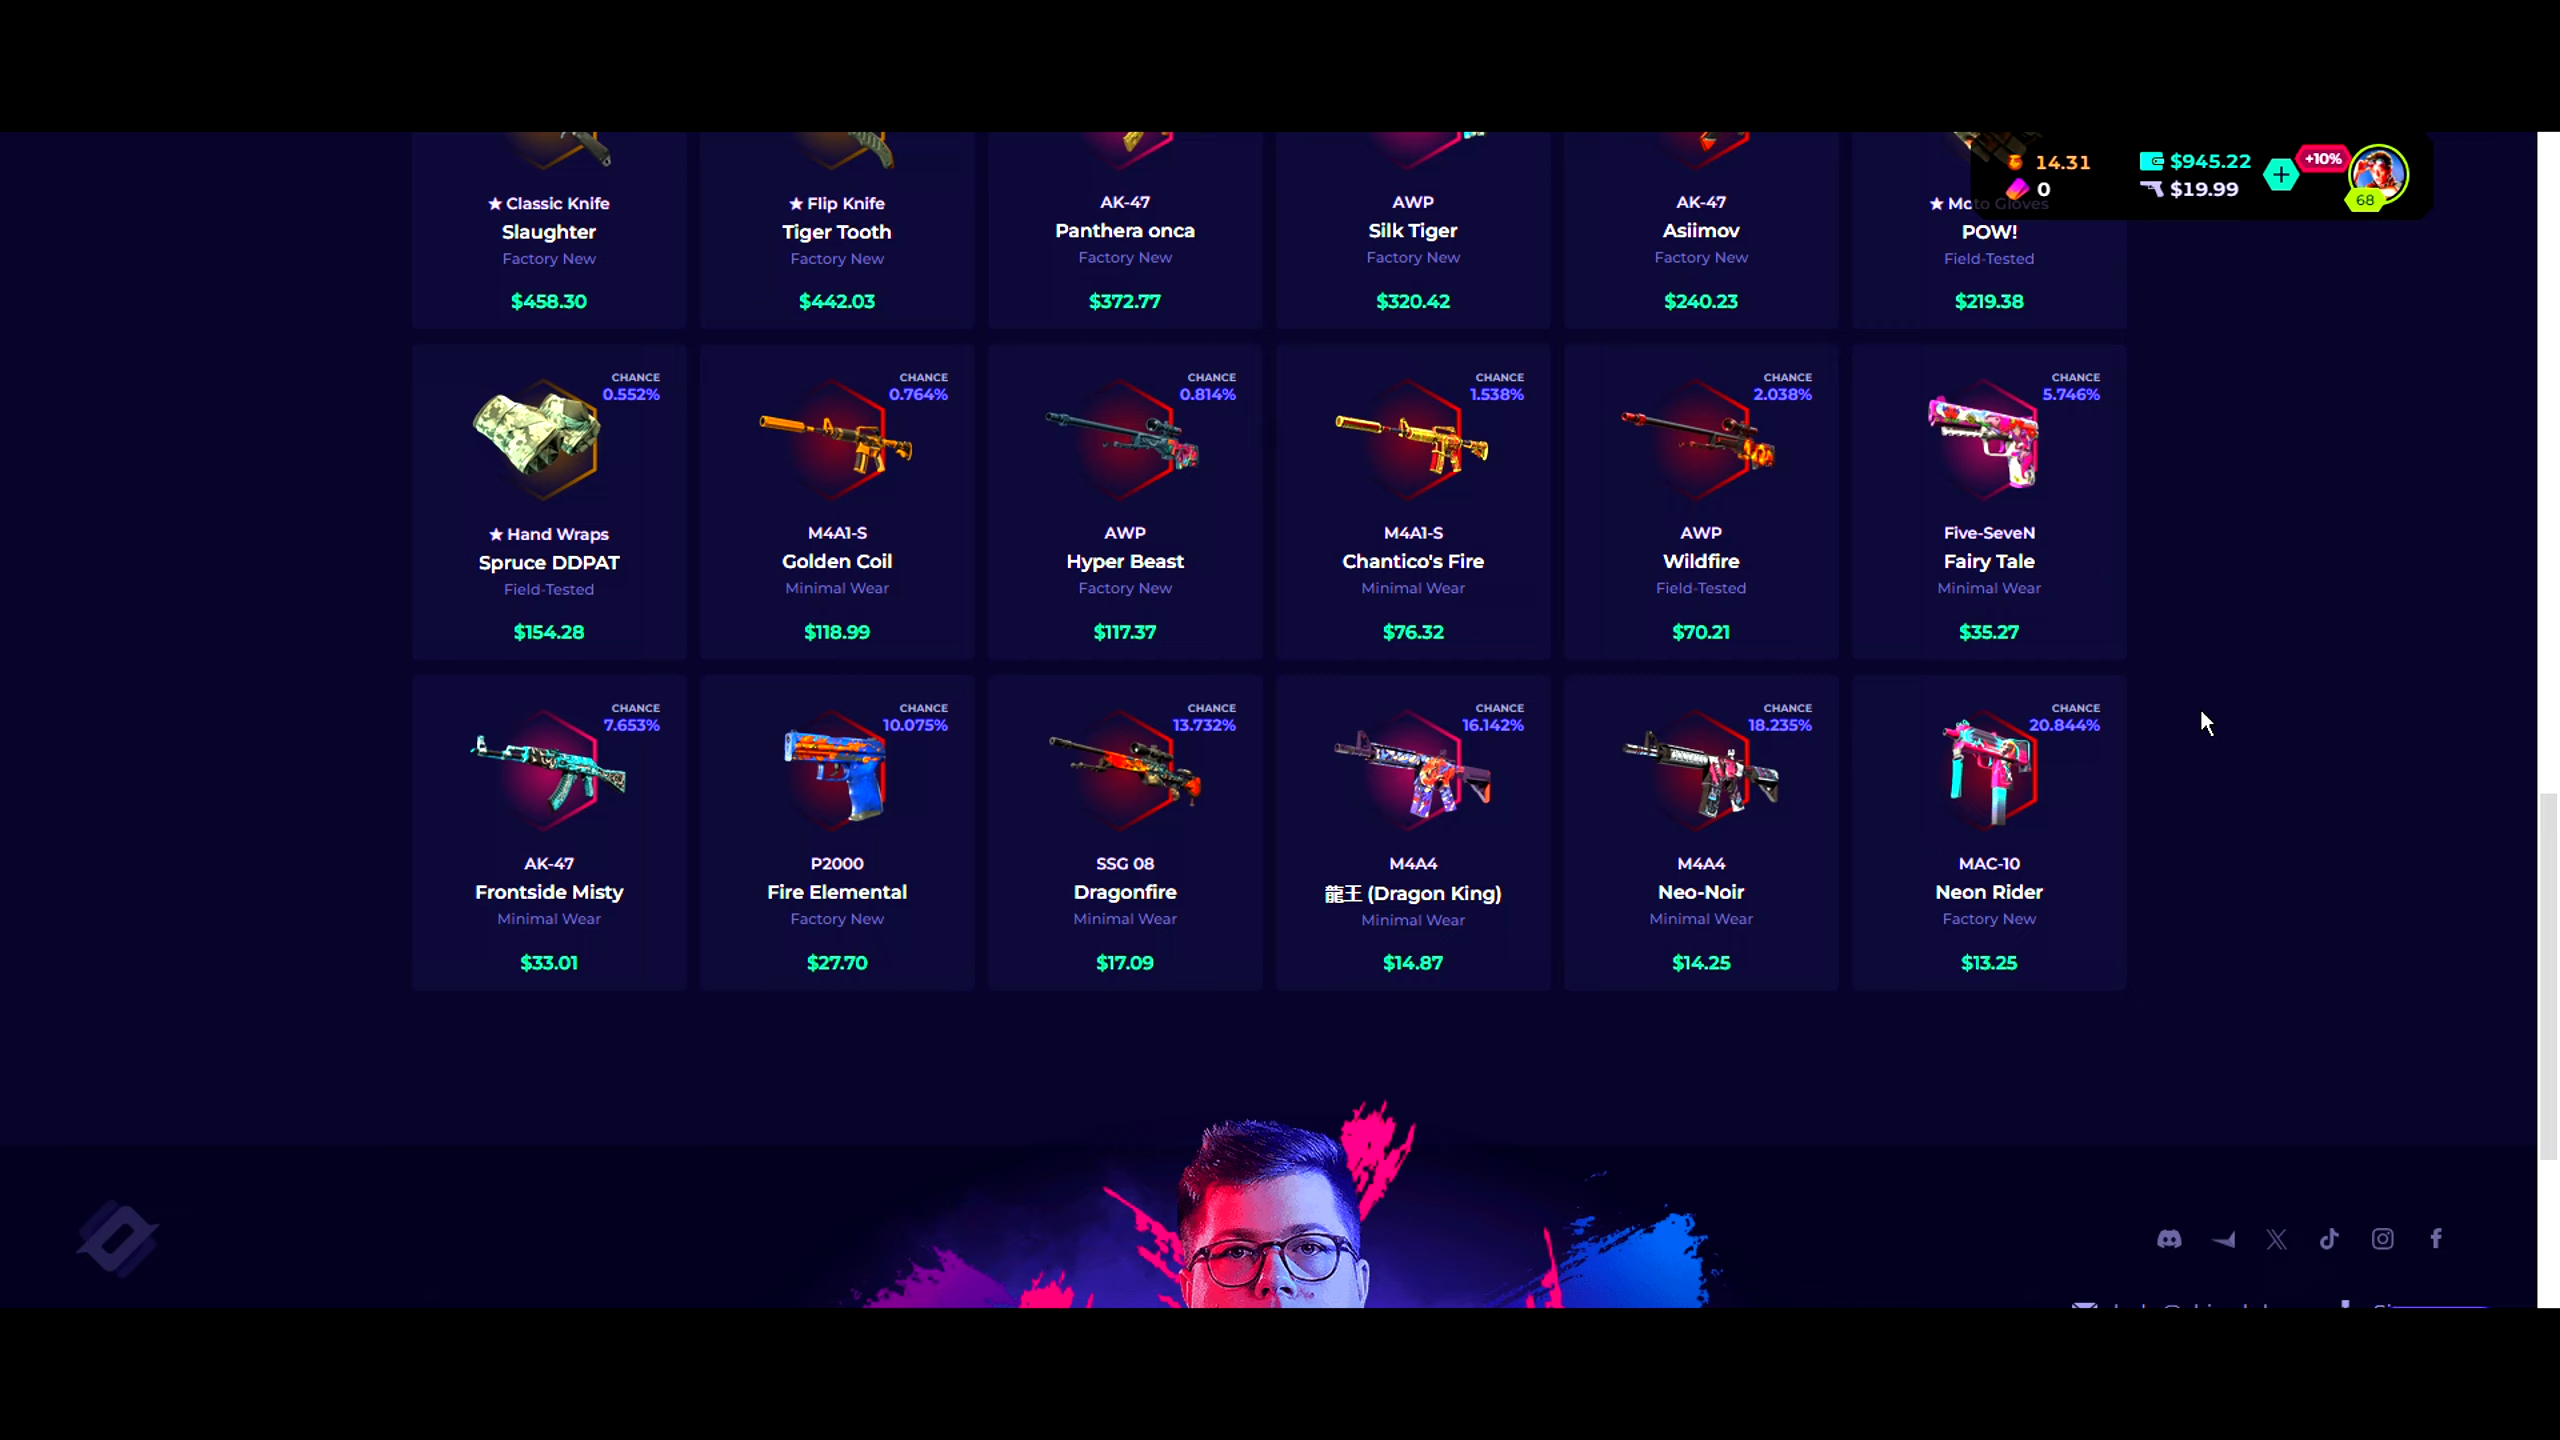 14.31
$945.22
+10%
0
$19.99
68
★ Classic Knife
Slaughter
Factory New
$458.30
★ Flip Knife
Tiger Tooth
Factory New
$442.03
AK-47
Panthera onca
Factory New
$372.77
AWP
Silk Tiger
Factory New
$320.42
AK-47
Asiimov
Factory New
$240.23
★ Moto Gloves
POW!
Field-Tested
$219.38
CHANCE
0.552%
★ Hand Wraps
Spruce DDPAT
Field-Tested
$154.28
CHANCE
0.764%
M4A1-S
Golden Coil
Minimal Wear
$118.99
CHANCE
0.814%
AWP
Hyper Beast
Factory New
$117.37
CHANCE
1.538%
M4A1-S
Chantico's Fire
Minimal Wear
$76.32
CHANCE
2.038%
AWP
Wildfire
Field-Tested
$70.21
CHANCE
5.746%
Five-SeveN
Fairy Tale
Minimal Wear
$35.27
CHANCE
7.653%
AK-47
Frontside Misty
Minimal Wear
$33.01
CHANCE
10.075%
P2000
Fire Elemental
Factory New
$27.70
CHANCE
13.732%
SSG 08
Dragonfire
Minimal Wear
$17.09
CHANCE
16.142%
M4A4
龍王 (Dragon King)
Minimal Wear
$14.87
CHANCE
18.235%
M4A4
Neo-Noir
Minimal Wear
$14.25
CHANCE
20.844%
MAC-10
Neon Rider
Factory New
$13.25